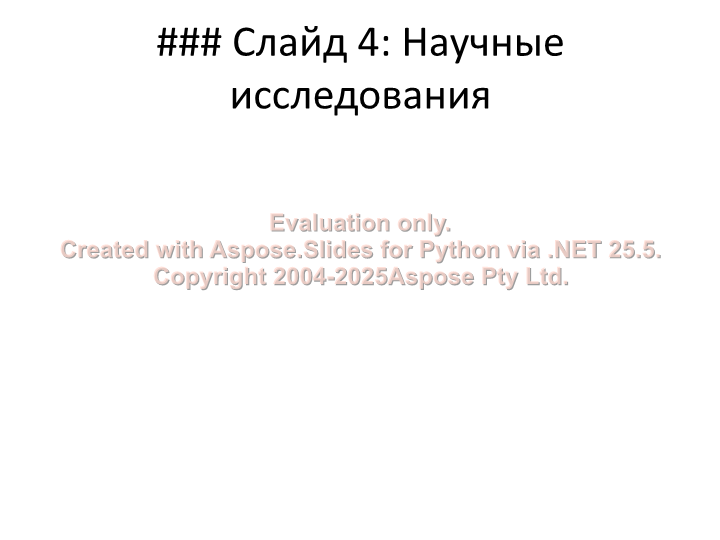 ### Слайд 4: Научные
исследования
Evaluation only.
Created with Aspose.Slides for Python via .NET 25.5.
Copyright 2004-2025Aspose Pty Ltd.